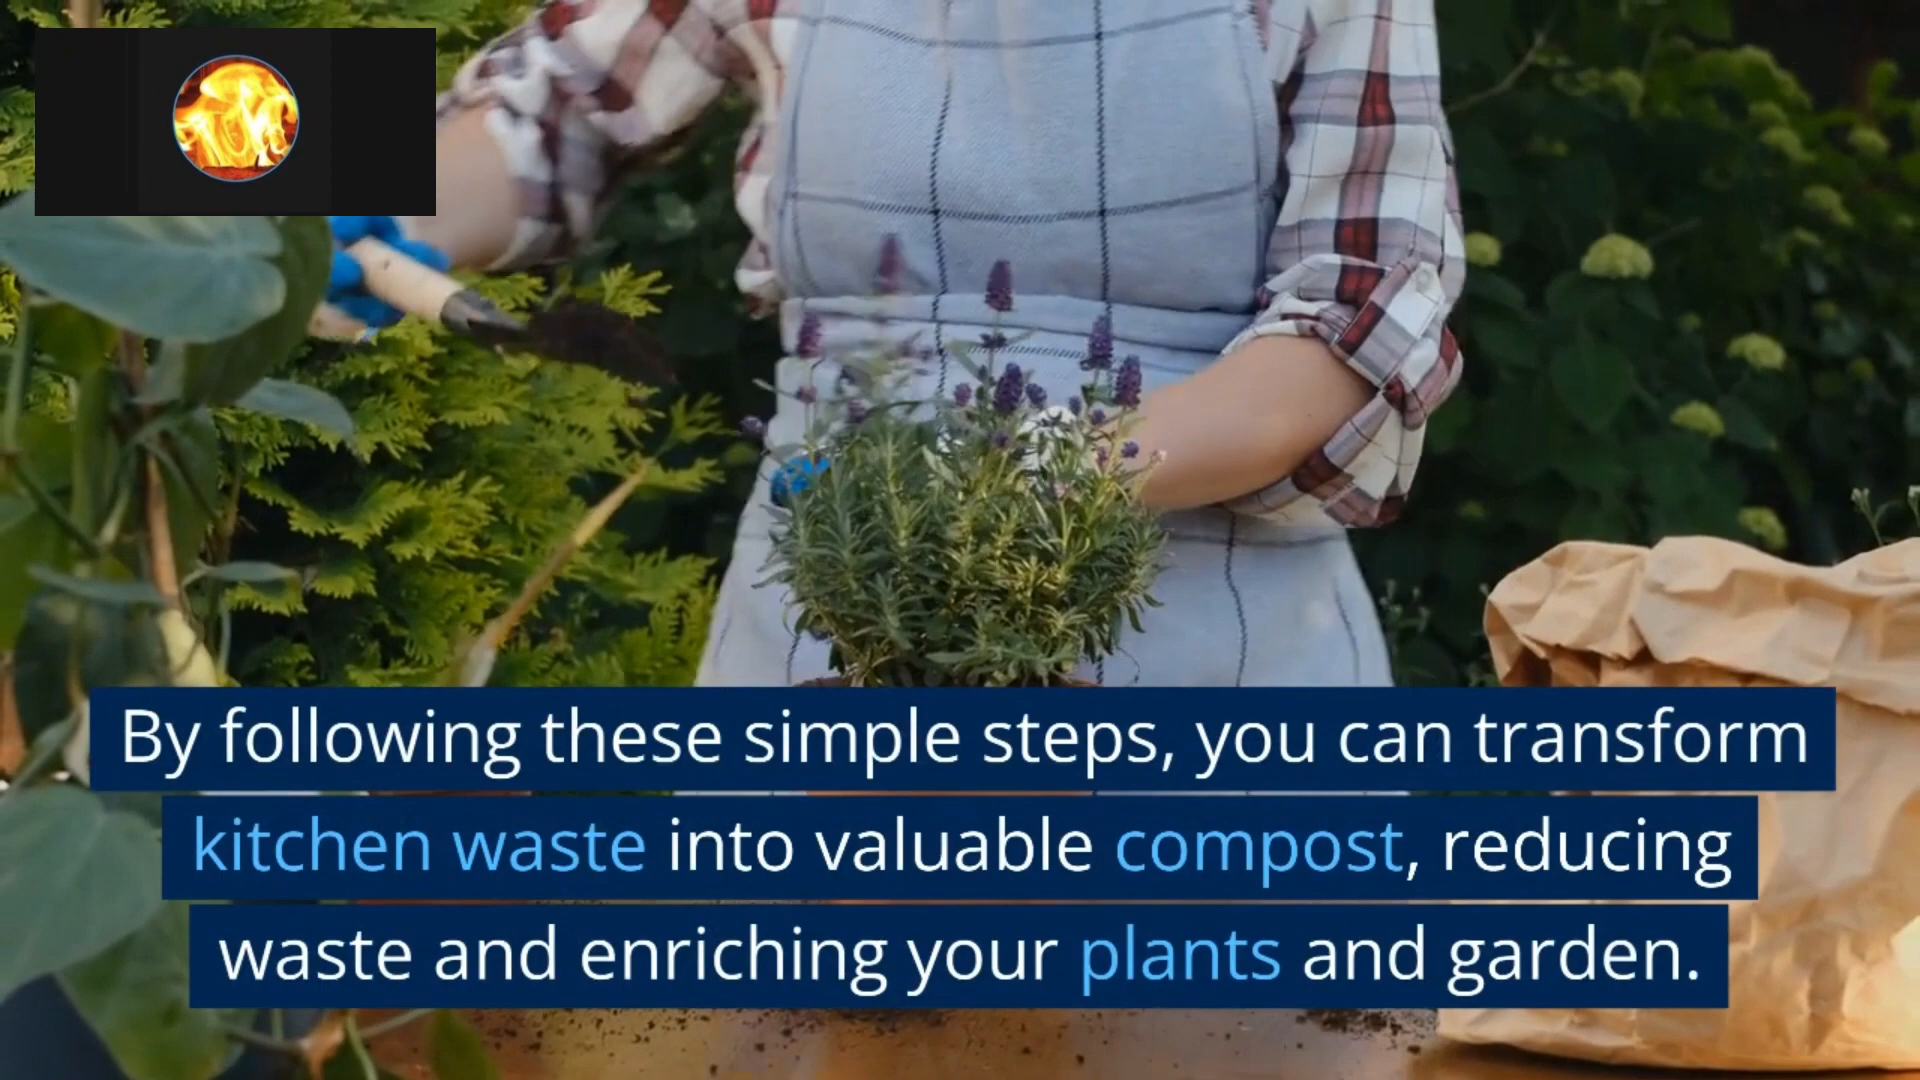 By following these simple steps, you can transform
kitchen waste into valuable compost, reducing
waste and enriching your plants and garden.